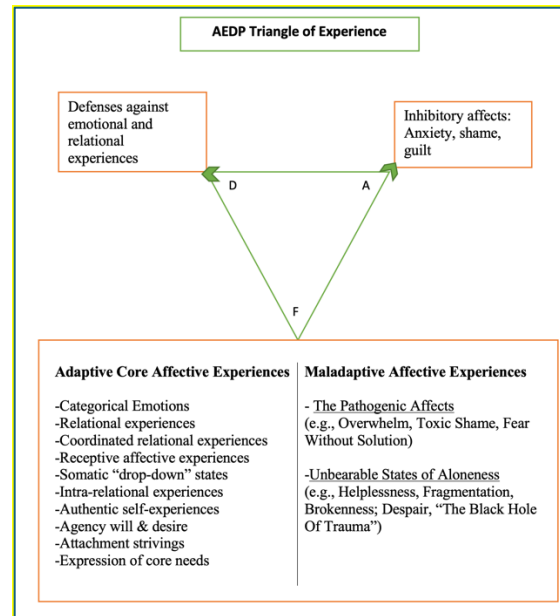 AEDP Triangle of Experience
Defenses against
emotional and
relational
experiences
Inhibitory affects:
Anxiety, shame,
guilt
D
A
F
Adaptive Core Affective Experiences
-Categorical Emotions
-Relational experiences
-Coordinated relational experiences
-Receptive affective experiences
-Somatic “drop-down” states
-Intra-relational experiences
-Authentic self-experiences
-Agency will & desire
-Attachment strivings
-Expression of core needs
Maladaptive Affective Experiences
- The Pathogenic Affects
(e.g., Overwhelm, Toxic Shame, Fear
Without Solution)
-Unbearable States of Aloneness
(e.g., Helplessness, Fragmentation,
Brokenness; Despair, “The Black Hole
Of Trauma”)